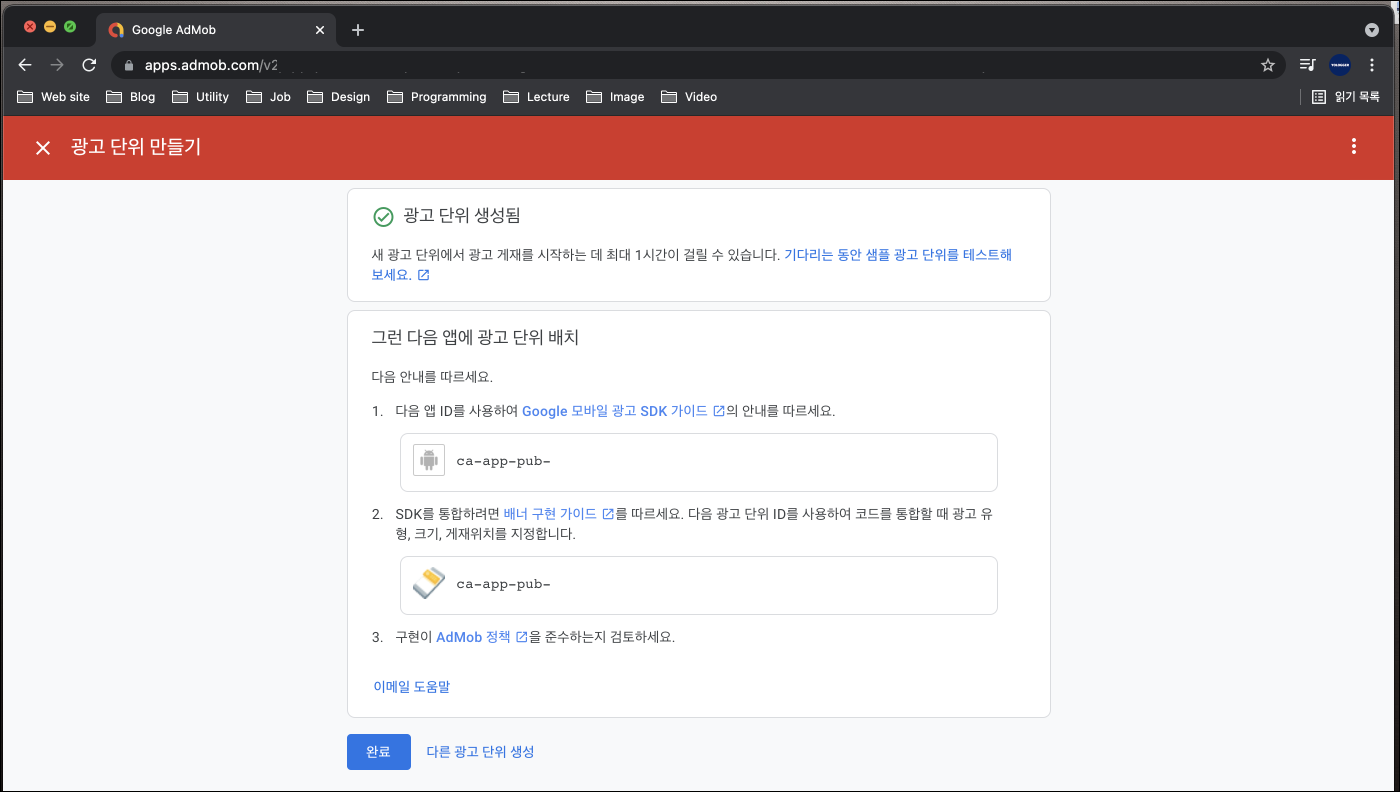 Google AdMob
apps.admob.com/v2
Web site
Blog
Utility
Job
Design
Programming
Lecture
Image
Video
읽기 목록
광고 단위 만들기
광고 단위 생성됨
새 광고 단위에서 광고 게재를 시작하는 데 최대 1시간이 걸릴 수 있습니다. 기다리는 동안 샘플 광고 단위를 테스트해
보세요.
그런 다음 앱에 광고 단위 배치
다음 안내를 따르세요.
1. 다음 앱 ID를 사용하여 Google 모바일 광고 SDK 가이드의 안내를 따르세요.
ca-app-pub-
2. SDK를 통합하려면 배너 구현 가이드를 따르세요. 다음 광고 단위 ID를 사용하여 코드를 통합할 때 광고 유
형, 크기, 게재위치를 지정합니다.
ca-app-pub-
3. 구현이 AdMob 정책을 준수하는지 검토하세요.
이메일 도움말
완료
다른 광고 단위 생성